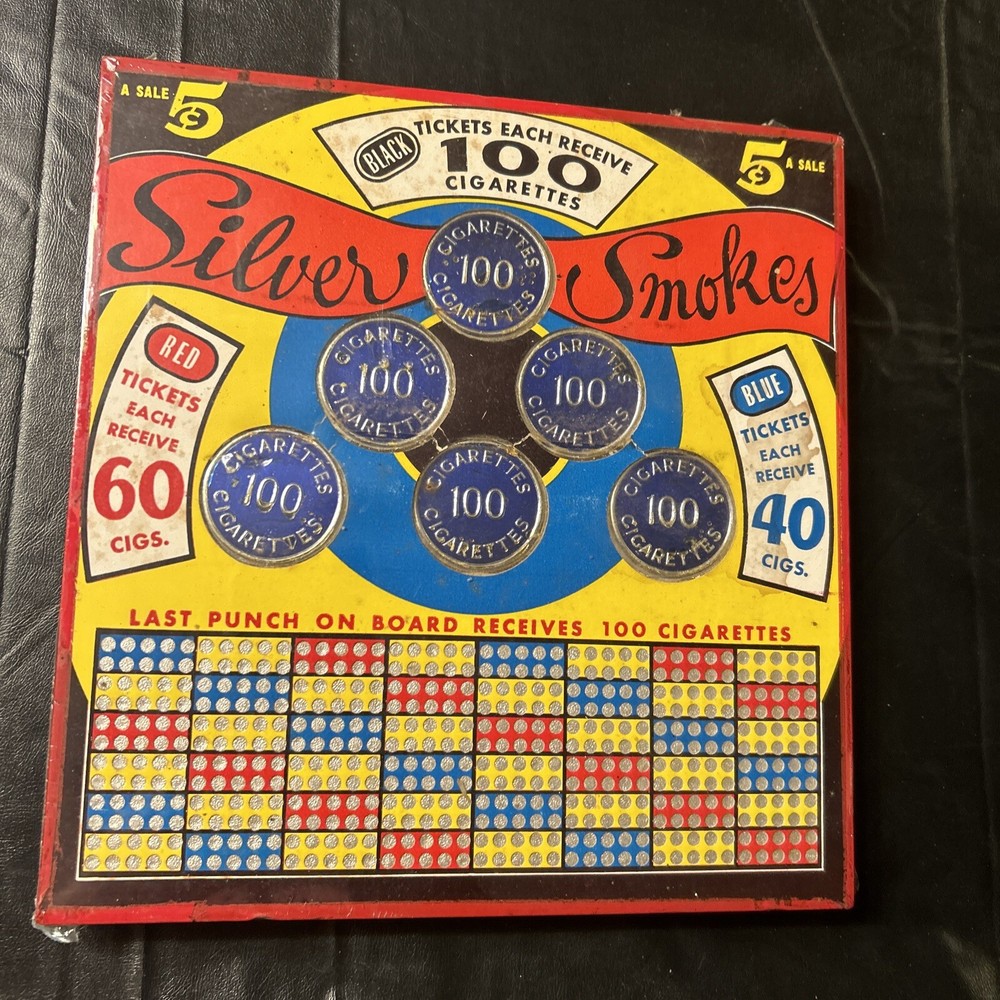 A SALE 5¢
BLACK TICKETS EACH RECEIVE
100
CIGARETTES
5¢ A SALE
Silver Smokes
CIGARETTES
100
CIGARETTES
RED
TICKETS
EACH
RECEIVE
60
CIGS.
CIGARETTES
100
CIGARETTES
CIGARETTES
100
CIGARETTES
BLUE
TICKETS
EACH
RECEIVE
40
CIGS.
CIGARETTES
100
CIGARETTES
CIGARETTES
100
CIGARETTES
CIGARETTES
100
CIGARETTES
LAST PUNCH ON BOARD RECEIVES 100 CIGARETTES